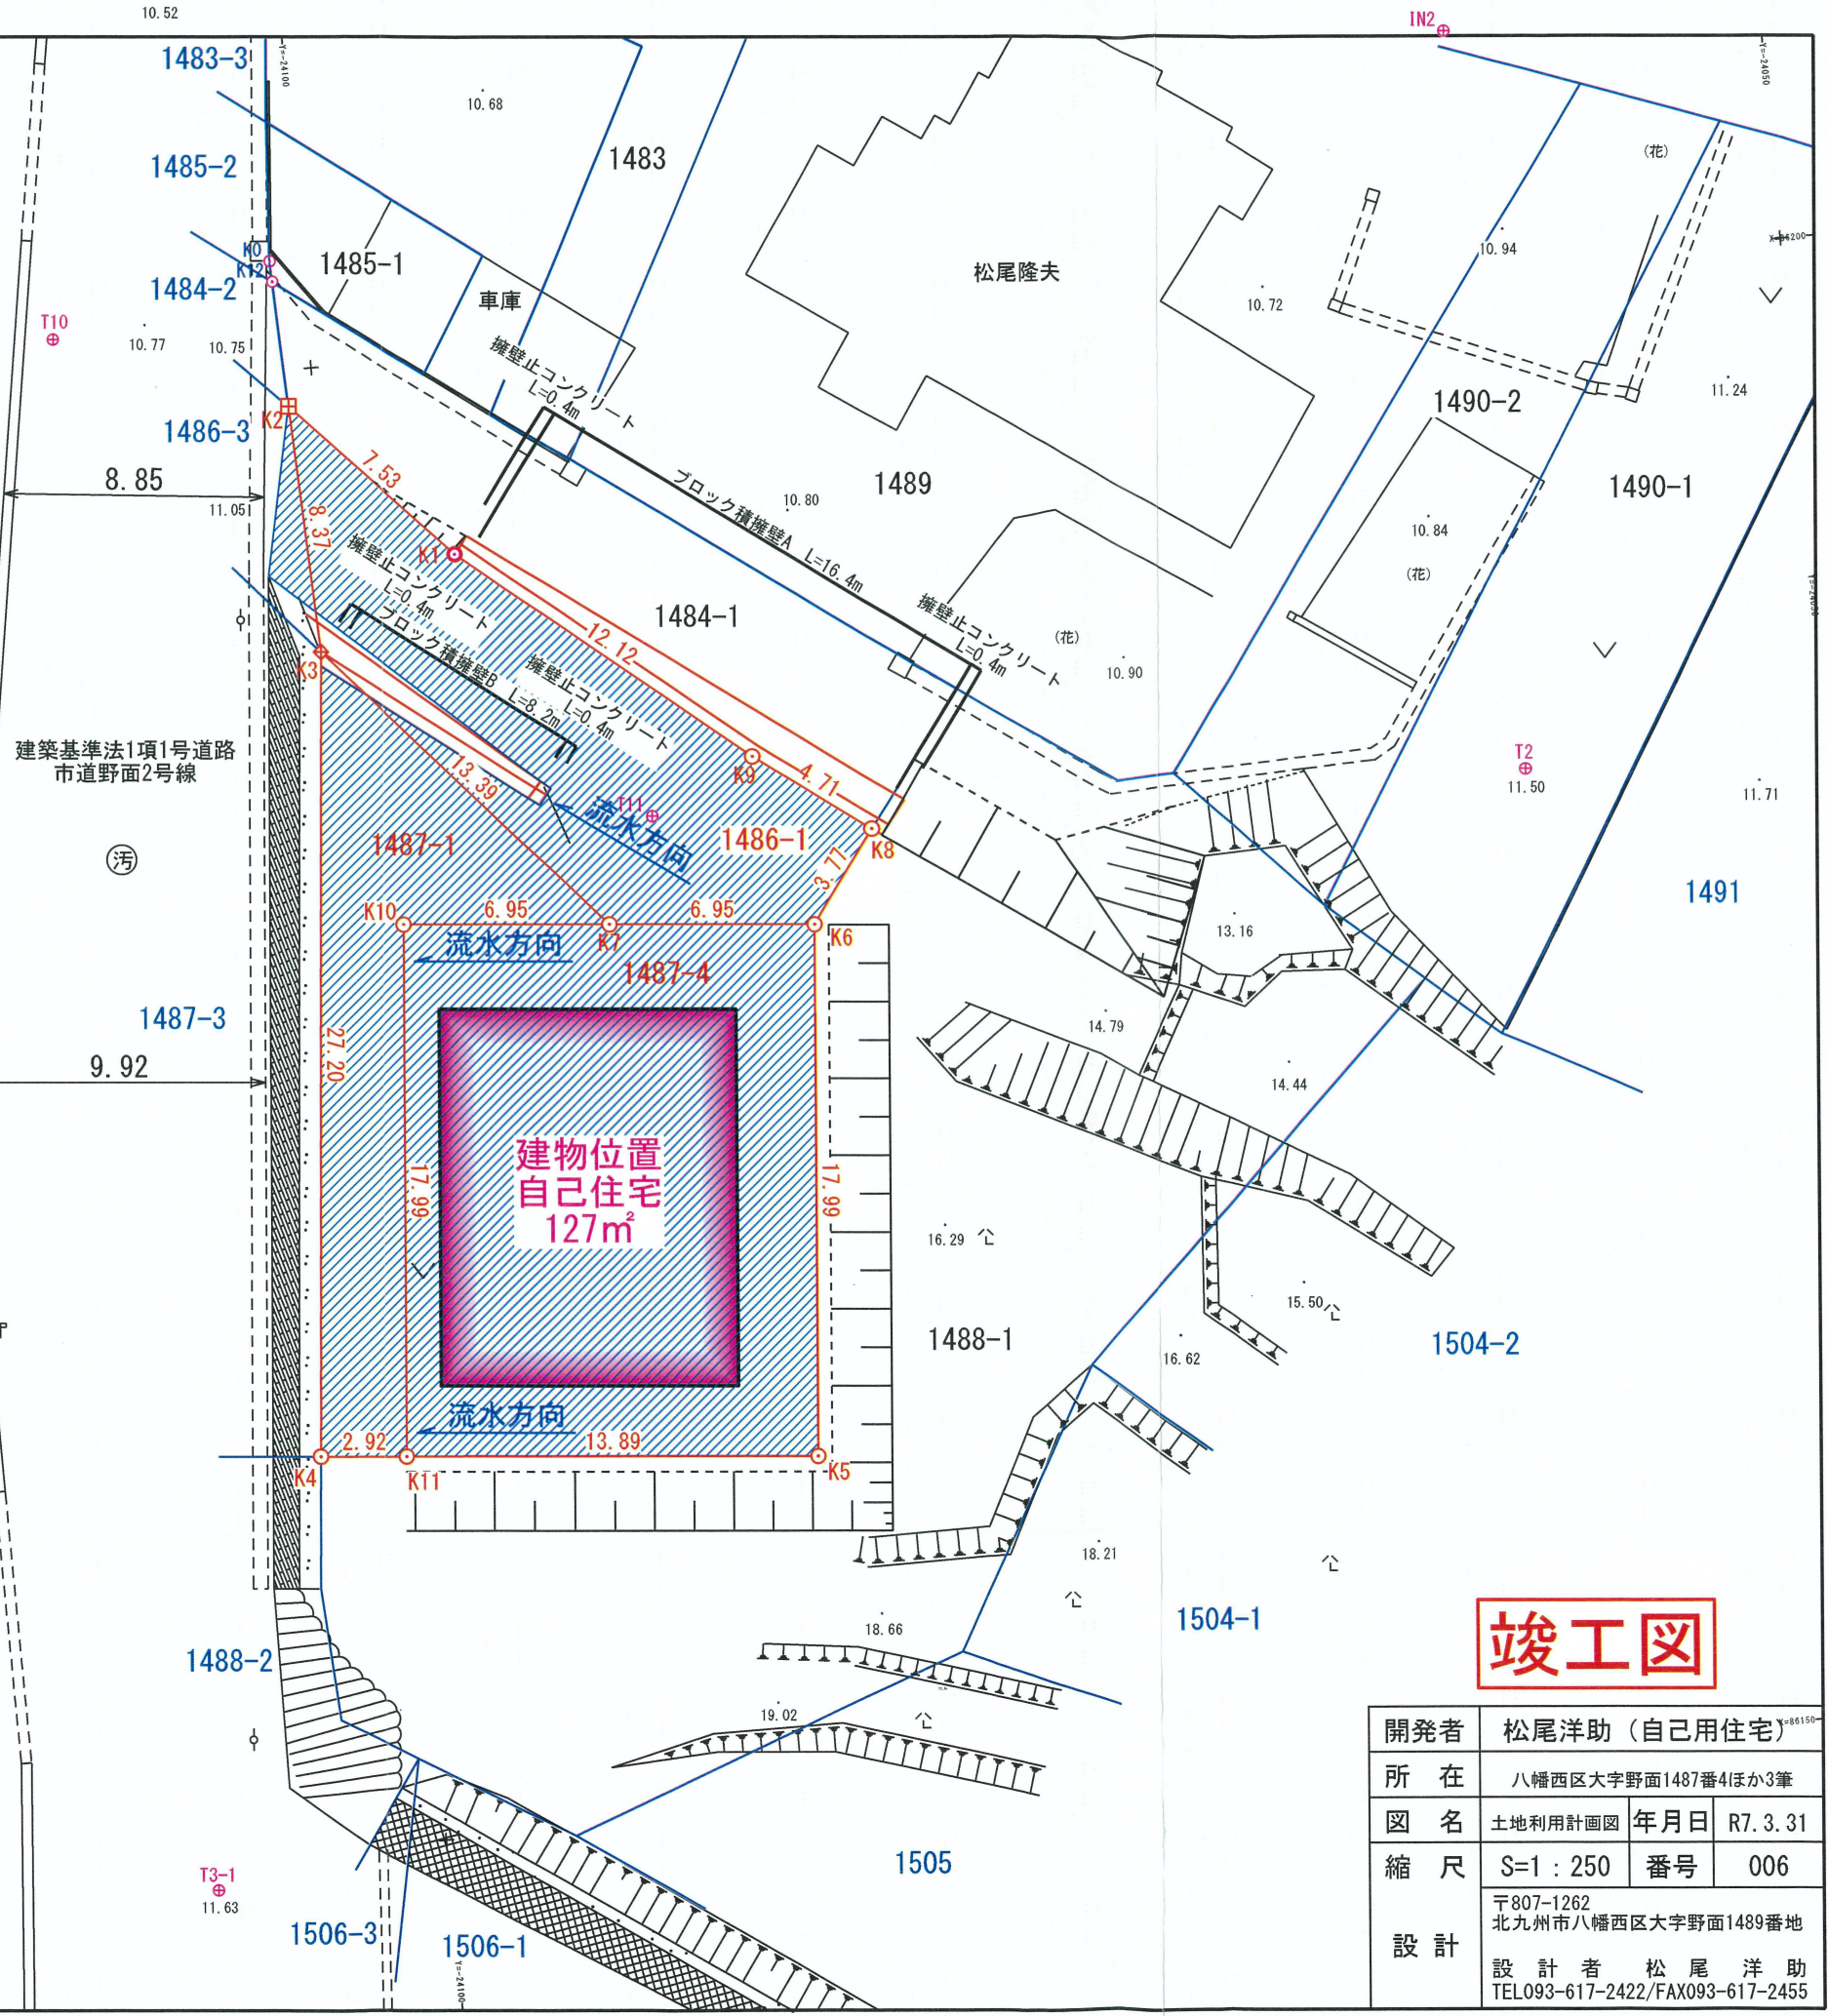 10.52
IN2
1483-3
Y=-24100
Y=-24050
10.68
1483
(花)
1485-2
10.94
K0
1485-1
松尾隆夫
K12
1484-2
車庫
10.72
T10
10.77
10.75
擁壁止コンクリート
L=0.4m
11.24
1490-2
K2
1486-3
7.53
8.85
11.05
8.37
ブロック積擁壁A L=16.4m
10.80
1489
1490-1
10.84
(花)
K1
擁壁止コンクリート
L=0.4m
1484-1
擁壁止コンクリート
L=0.4m
12.12
(花)
10.90
K3
ブロック積擁壁B L=8.2m
擁壁止コンクリート
L=0.4m
建築基準法1項1号道路
市道野面2号線
K9
13.39
4.71
T2
11.50
11.71
T11
流水方向
1487-1
1486-1
K8
汚
3.77
1491
K10
6.95
6.95
K7
K6
流水方向
1487-4
13.16
1487-3
14.79
27.20
9.92
14.44
建物位置
自己住宅
127㎡
17.99
17.99
16.29
15.50
1488-1
16.62
1504-2
流水方向
2.92
13.89
K4
K11
K5
18.21
18.66
1504-1
1488-2
19.02
竣工図
開発者 松尾洋助（自己用住宅）
X=86150
所在 八幡西区大字野面1487番4ほか3筆
図名 土地利用計画図 年月日 R7.3.31
縮尺 S=1：250 番号 006
1505
T3-1
11.63
1506-3
1506-1
Y=-24100
設計
〒807-1262
北九州市八幡西区大字野面1489番地
設計者 松尾洋助
TEL093-617-2422/FAX093-617-2455